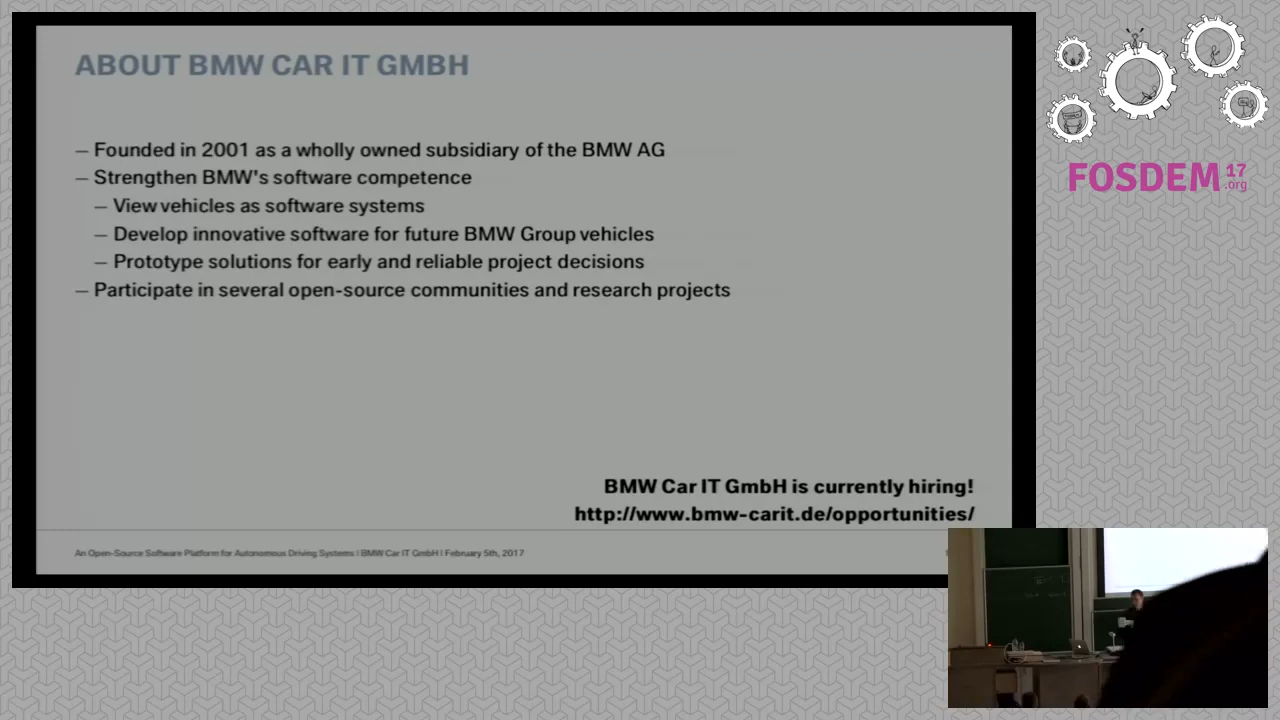 ABOUT BMW CAR IT GMBH
– Founded in 2001 as a wholly owned subsidiary of the BMW AG
– Strengthen BMW's software competence
– View vehicles as software systems
– Develop innovative software for future BMW Group vehicles
– Prototype solutions for early and reliable project decisions
– Participate in several open-source communities and research projects
BMW Car IT GmbH is currently hiring!
http://www.bmw-carit.de/opportunities/
An Open-Source Software Platform for Autonomous Driving Systems | BMW Car IT GmbH | February 5th, 2017
FOSDEM 17
.org